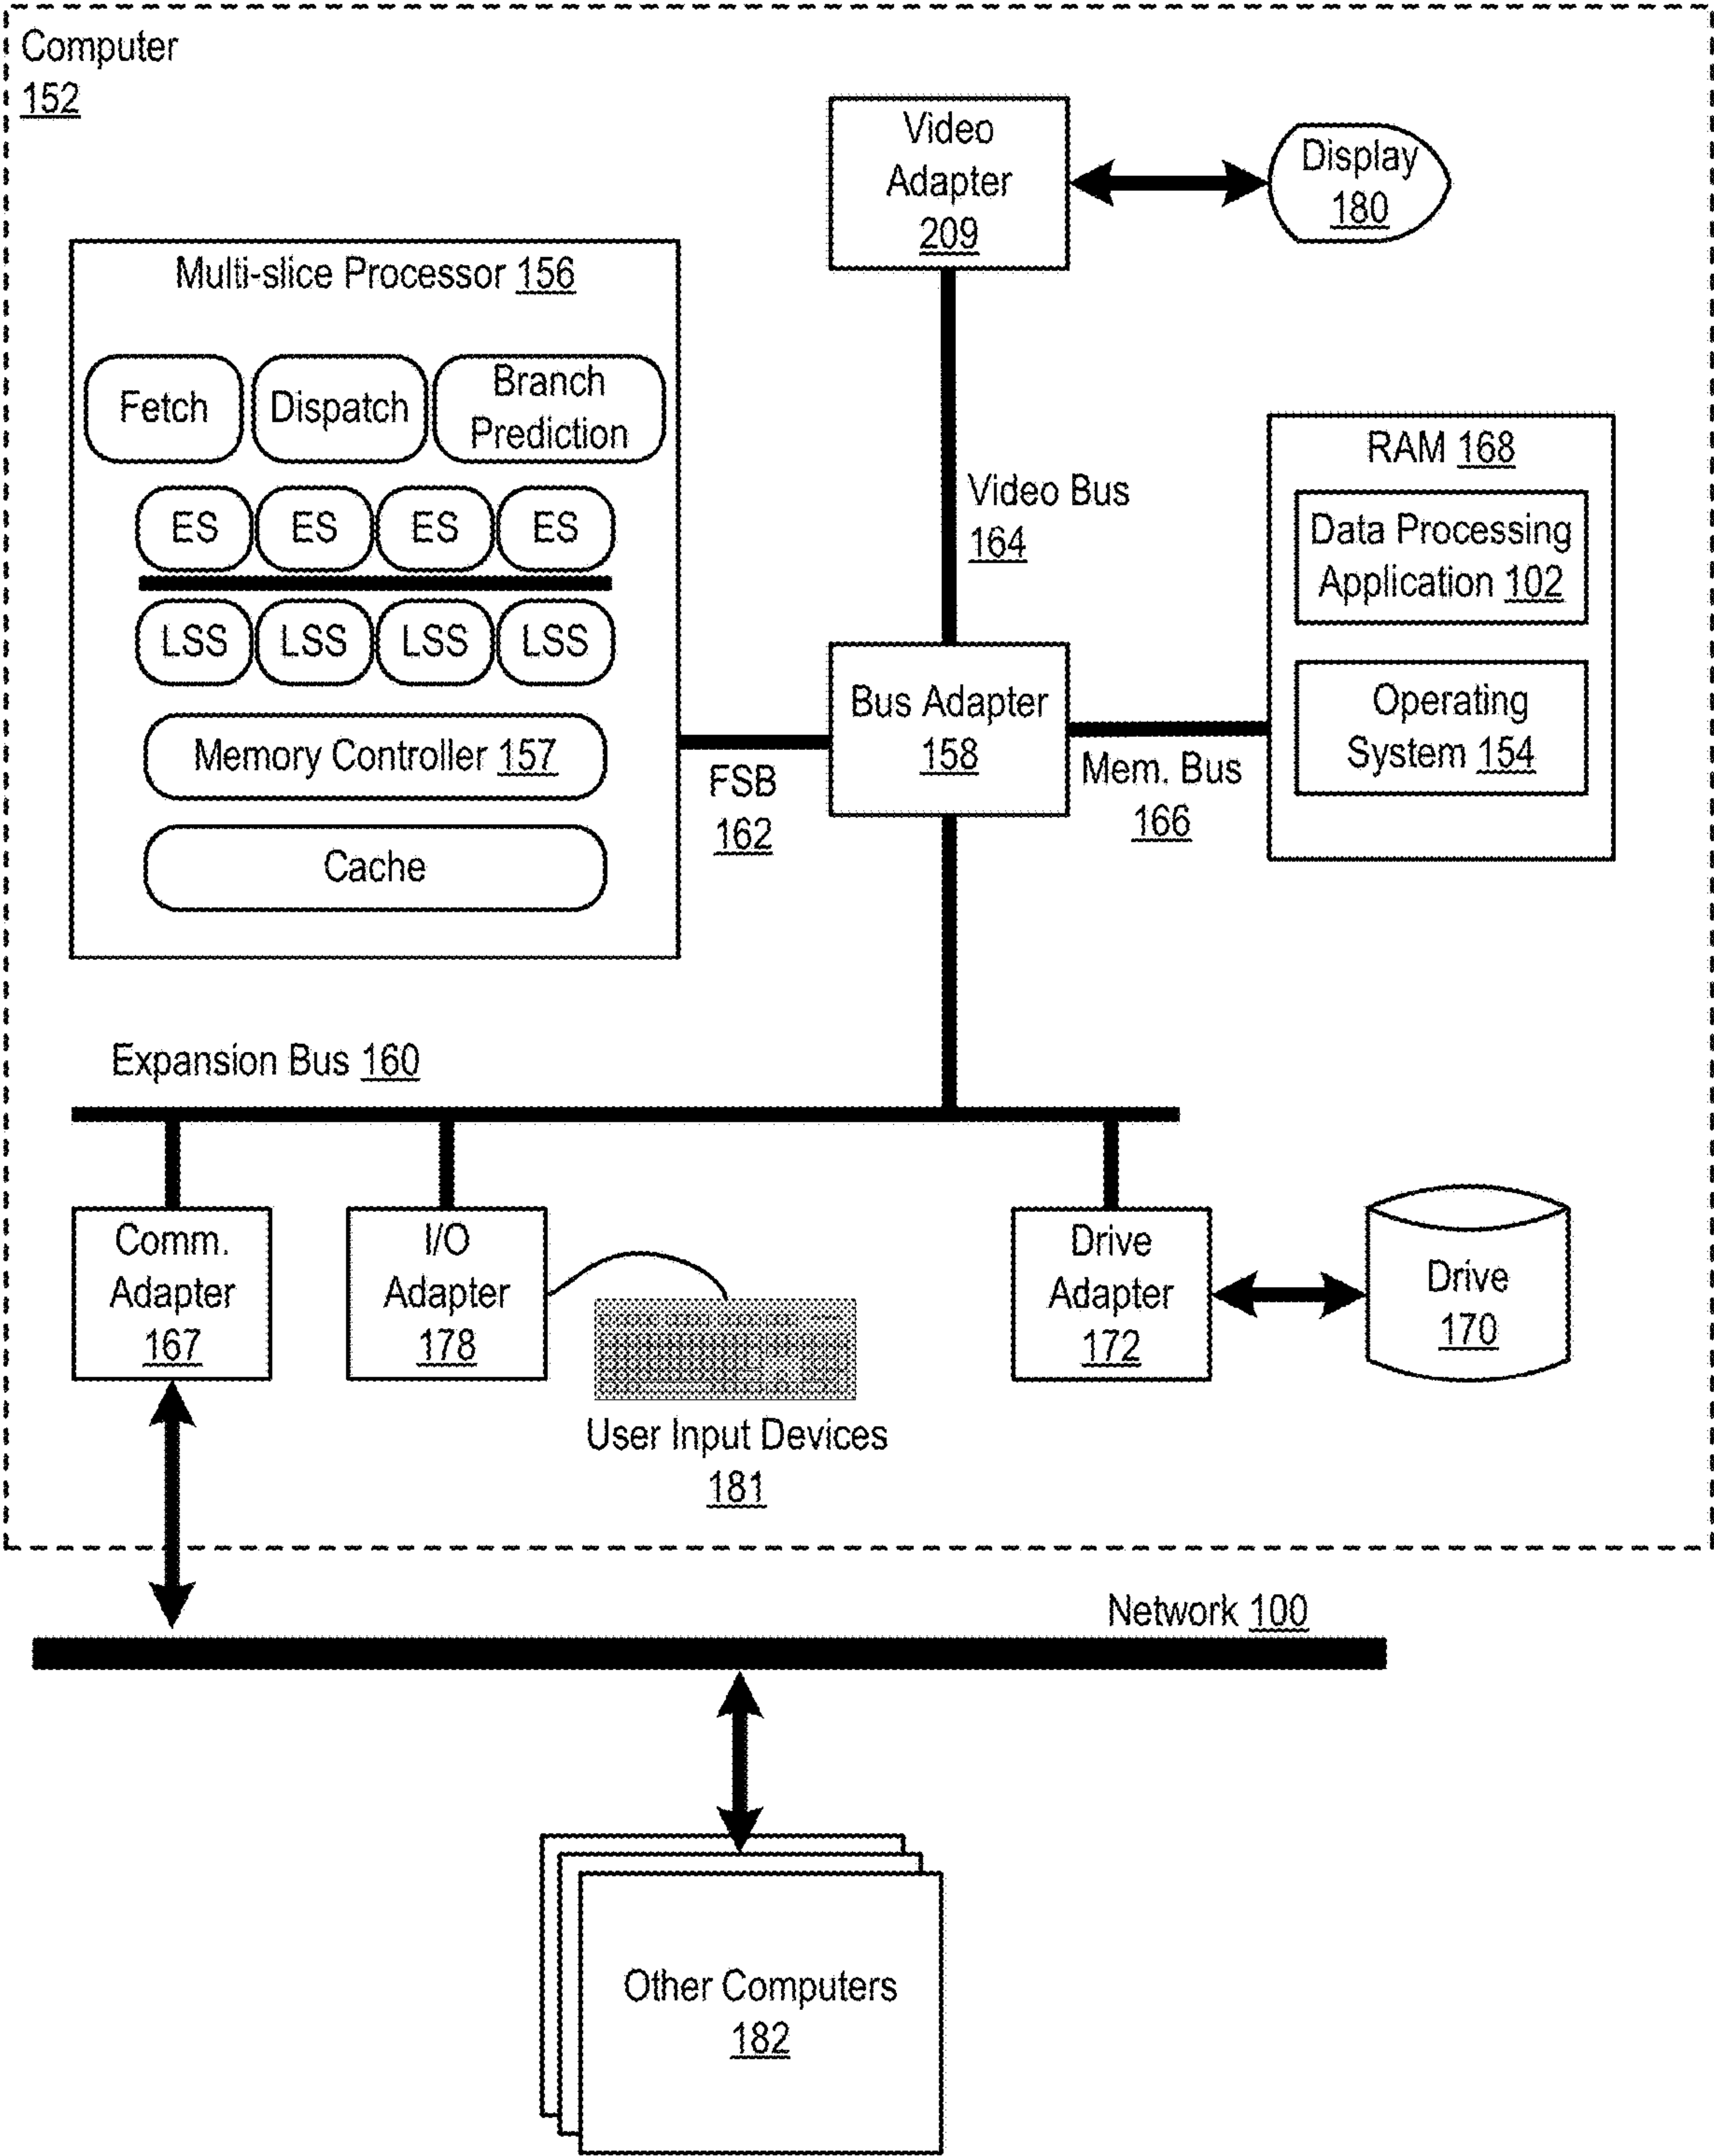 Computer
152
Video
Adapter
209
Display
180
Multi-slice Processor 156
Fetch
Dispatch
Branch
Prediction
ES
ES
ES
ES
LSS
LSS
LSS
LSS
Memory Controller 157
Cache
Video Bus
164
RAM 168
Data Processing
Application 102
Operating
System 154
Bus Adapter
158
FSB
162
Mem. Bus
166
Expansion Bus 160
Comm.
Adapter
167
I/O
Adapter
178
User Input Devices
181
Drive
Adapter
172
Drive
170
Network 100
Other Computers
182